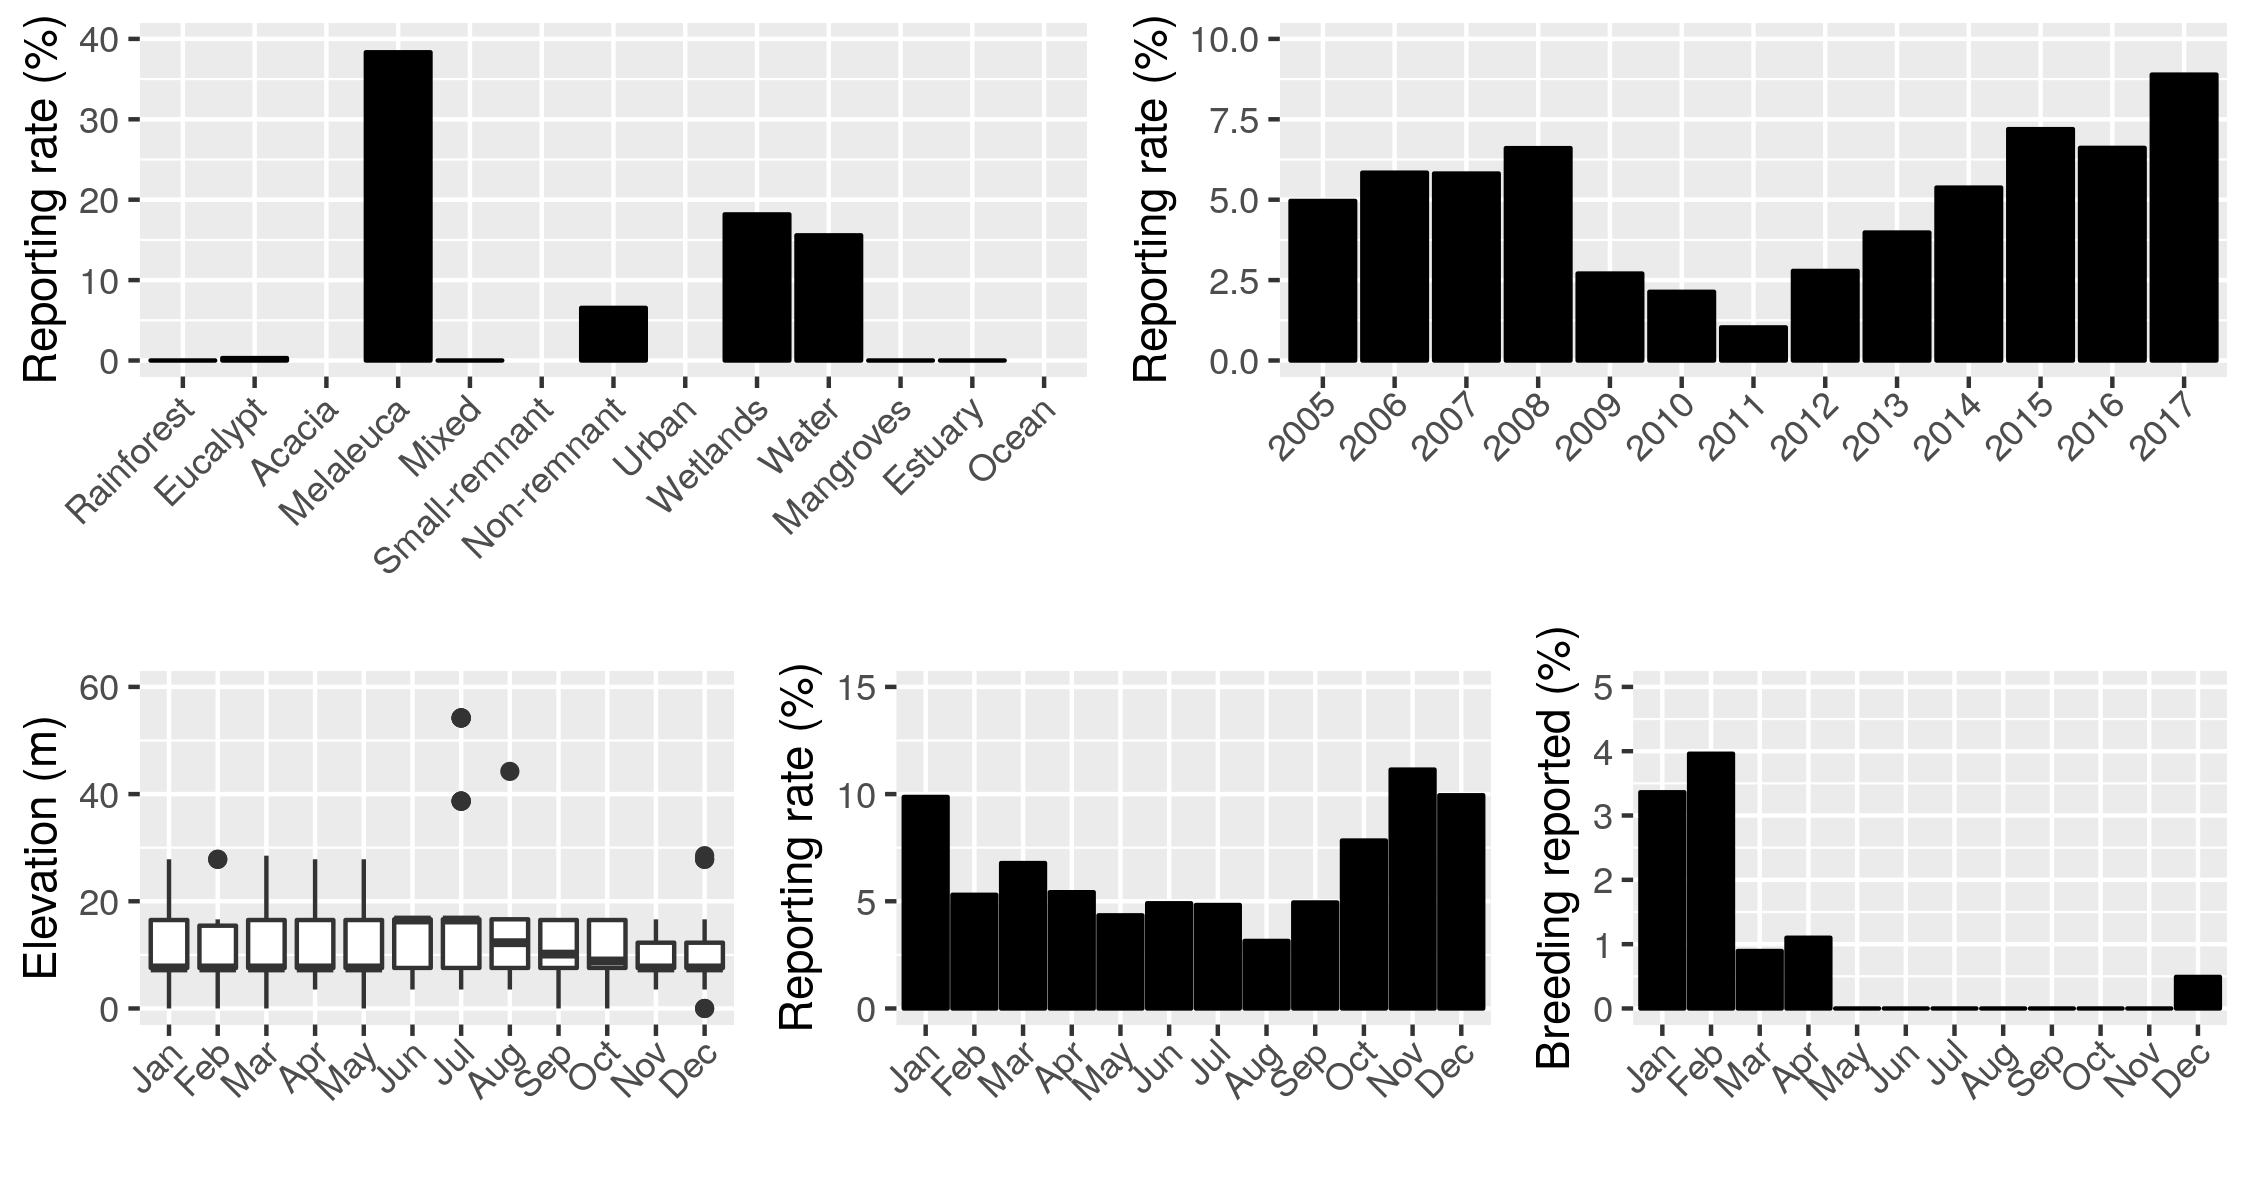 Reporting rate (%)
40
30
20
10
0
Rainforest
Eucalypt
Acacia
Melaleuca
Mixed
Small-remnant
Non-remnant
Urban
Wetlands
Water
Mangroves
Estuary
Ocean
Reporting rate (%)
10.0
7.5
5.0
2.5
0.0
2005
2006
2007
2008
2009
2010
2011
2012
2013
2014
2015
2016
2017
Elevation (m)
60
40
20
0
Jan
Feb
Mar
Apr
May
Jun
Jul
Aug
Sep
Oct
Nov
Dec
Reporting rate (%)
15
10
5
0
Jan
Feb
Mar
Apr
May
Jun
Jul
Aug
Sep
Oct
Nov
Dec
Breeding reported (%)
5
4
3
2
1
0
Jan
Feb
Mar
Apr
May
Jun
Jul
Aug
Sep
Oct
Nov
Dec